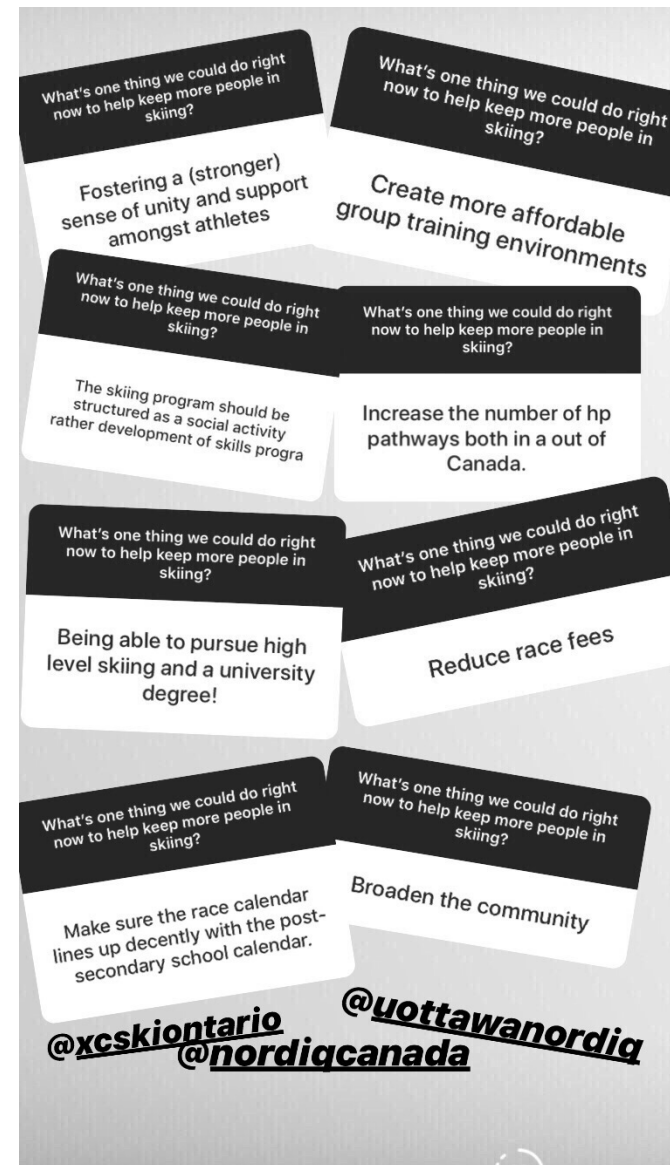 What's one thing we could do right
now to help keep more people in
skiing?
Fostering a (stronger)
sense of unity and support
amongst athletes
What's one thing we could do right
now to help keep more people in
skiing?
Create more affordable
group training environments
What's one thing we could do right
now to help keep more people in
skiing?
The skiing program should be
structured as a social activity
rather development of skills progra
What's one thing we could do right
now to help keep more people in
skiing?
Increase the number of hp
pathways both in a out of
Canada.
What's one thing we could do right
now to help keep more people in
skiing?
Being able to pursue high
level skiing and a university
degree!
What's one thing we could do right
now to help keep more people in
skiing?
Reduce race fees
What's one thing we could do right
now to help keep more people in
skiing?
Make sure the race calendar
lines up decently with the post-
secondary school calendar.
What's one thing we could do right
now to help keep more people in
skiing?
Broaden the community
@xcskiontario
@uottawanordiq
@nordiqcanada